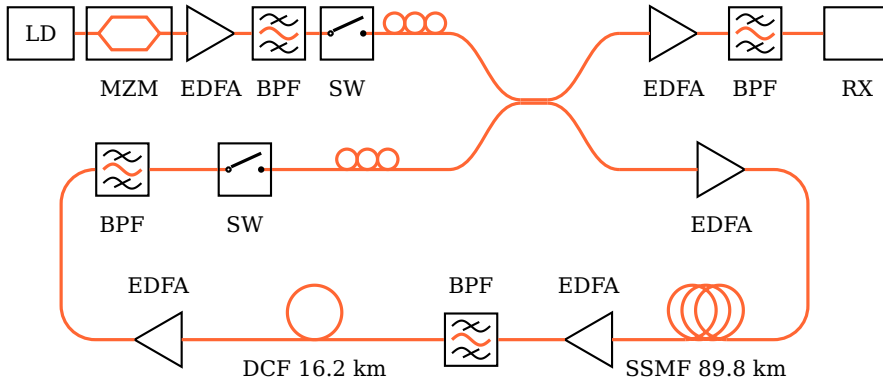 LD
MZM
EDFA
BPF
SW
EDFA
BPF
RX
BPF
SW
EDFA
EDFA
BPF
EDFA
DCF 16.2 km
SSMF 89.8 km